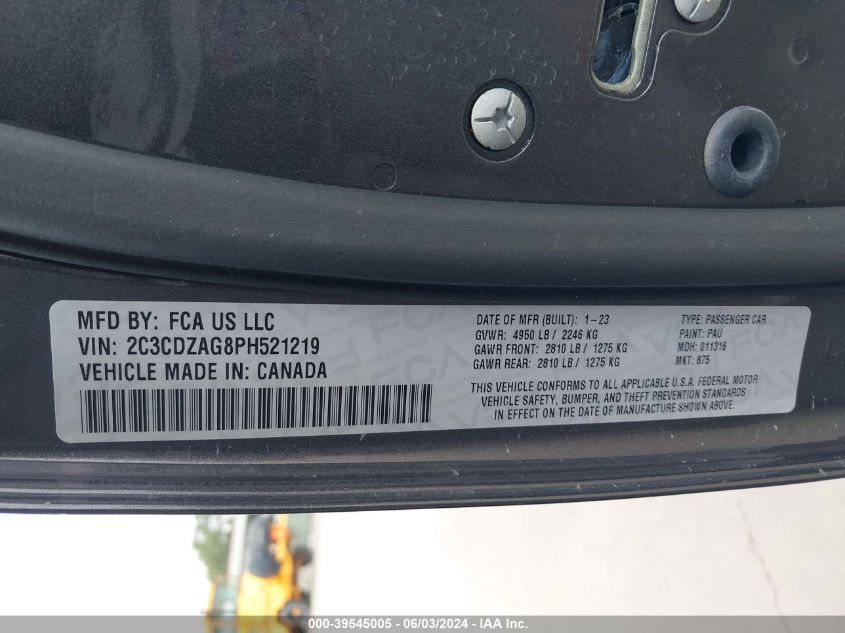 MFD BY: FCA US LLC
VIN: 2C3CDZAG8PH521219
VEHICLE MADE IN: CANADA
DATE OF MFR (BUILT): 1-23
GVWR: 4950 LB / 2246 KG
GAWR FRONT: 2810 LB / 1275 KG
GAWR REAR: 2810 LB / 1275 KG
TYPE: PASSENGER CAR
PAINT: PAU
MDH: 011316
MKT: 875
THIS VEHICLE CONFORMS TO ALL APPLICABLE U.S.A. FEDERAL MOTOR
VEHICLE SAFETY, BUMPER, AND THEFT PREVENTION STANDARDS
IN EFFECT ON THE DATE OF MANUFACTURE SHOWN ABOVE.
000-39545005 - 06/03/2024 - IAA Inc.